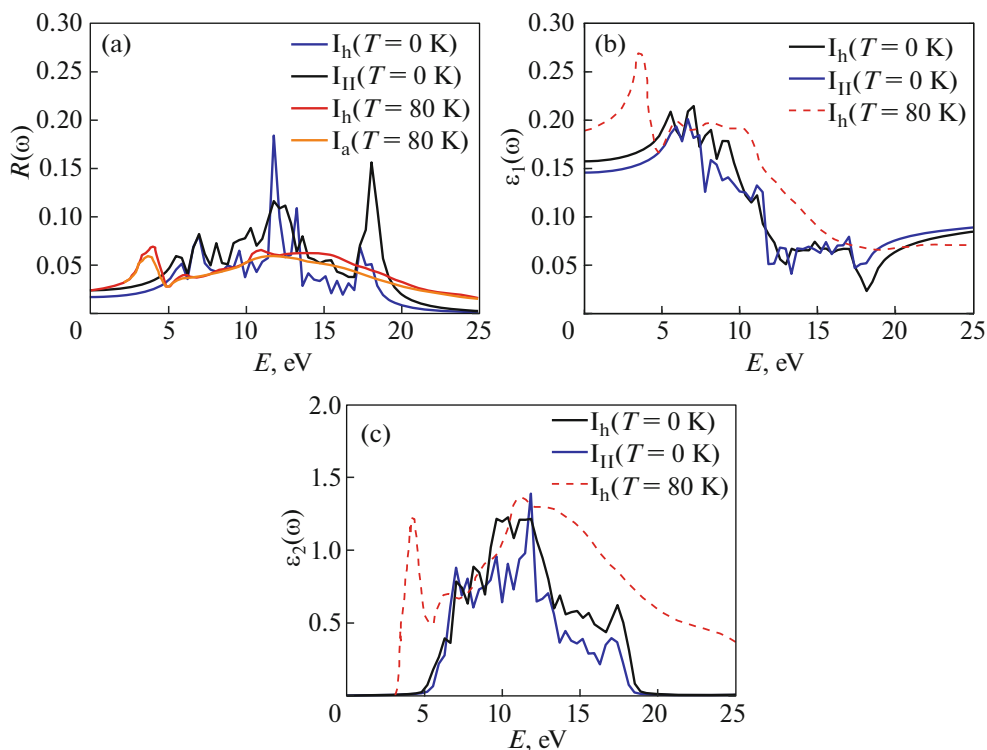 (a)
I_h(T = 0 K)
I_II(T = 0 K)
I_h(T = 80 K)
I_a(T = 80 K)
R(ω)
0.30
0.25
0.20
0.15
0.10
0.05
0
5
10
15
20
25
E, eV
(b)
I_h(T = 0 K)
I_II(T = 0 K)
I_h(T = 80 K)
ε₁(ω)
0.30
0.25
0.20
0.15
0.10
0.05
0
5
10
15
20
25
E, eV
(c)
I_h(T = 0 K)
I_II(T = 0 K)
I_h(T = 80 K)
ε₂(ω)
2.0
1.5
1.0
0.5
0
5
10
15
20
25
E, eV